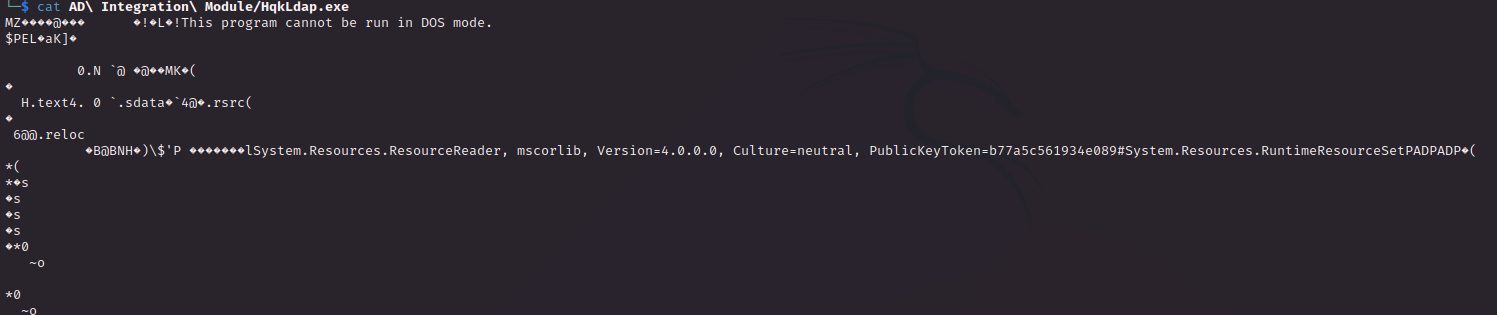 └─$ cat AD\ Integration\ Module/HqkLdap.exe
MZ����@��� �!�L�!This program cannot be run in DOS mode.
$PEL�aK]�
0.N `@ �@��MK�(
�
H.text4. 0 `.sdata�`4@�.rsrc(
�
6@@.reloc
�B@BNH�)\$'P �������lSystem.Resources.ResourceReader, mscorlib, Version=4.0.0.0, Culture=neutral, PublicKeyToken=b77a5c561934e089#System.Resources.RuntimeResourceSetPADPADP�(
*(
*�s
�s
�s
�s
�*0
~o
*0
~o